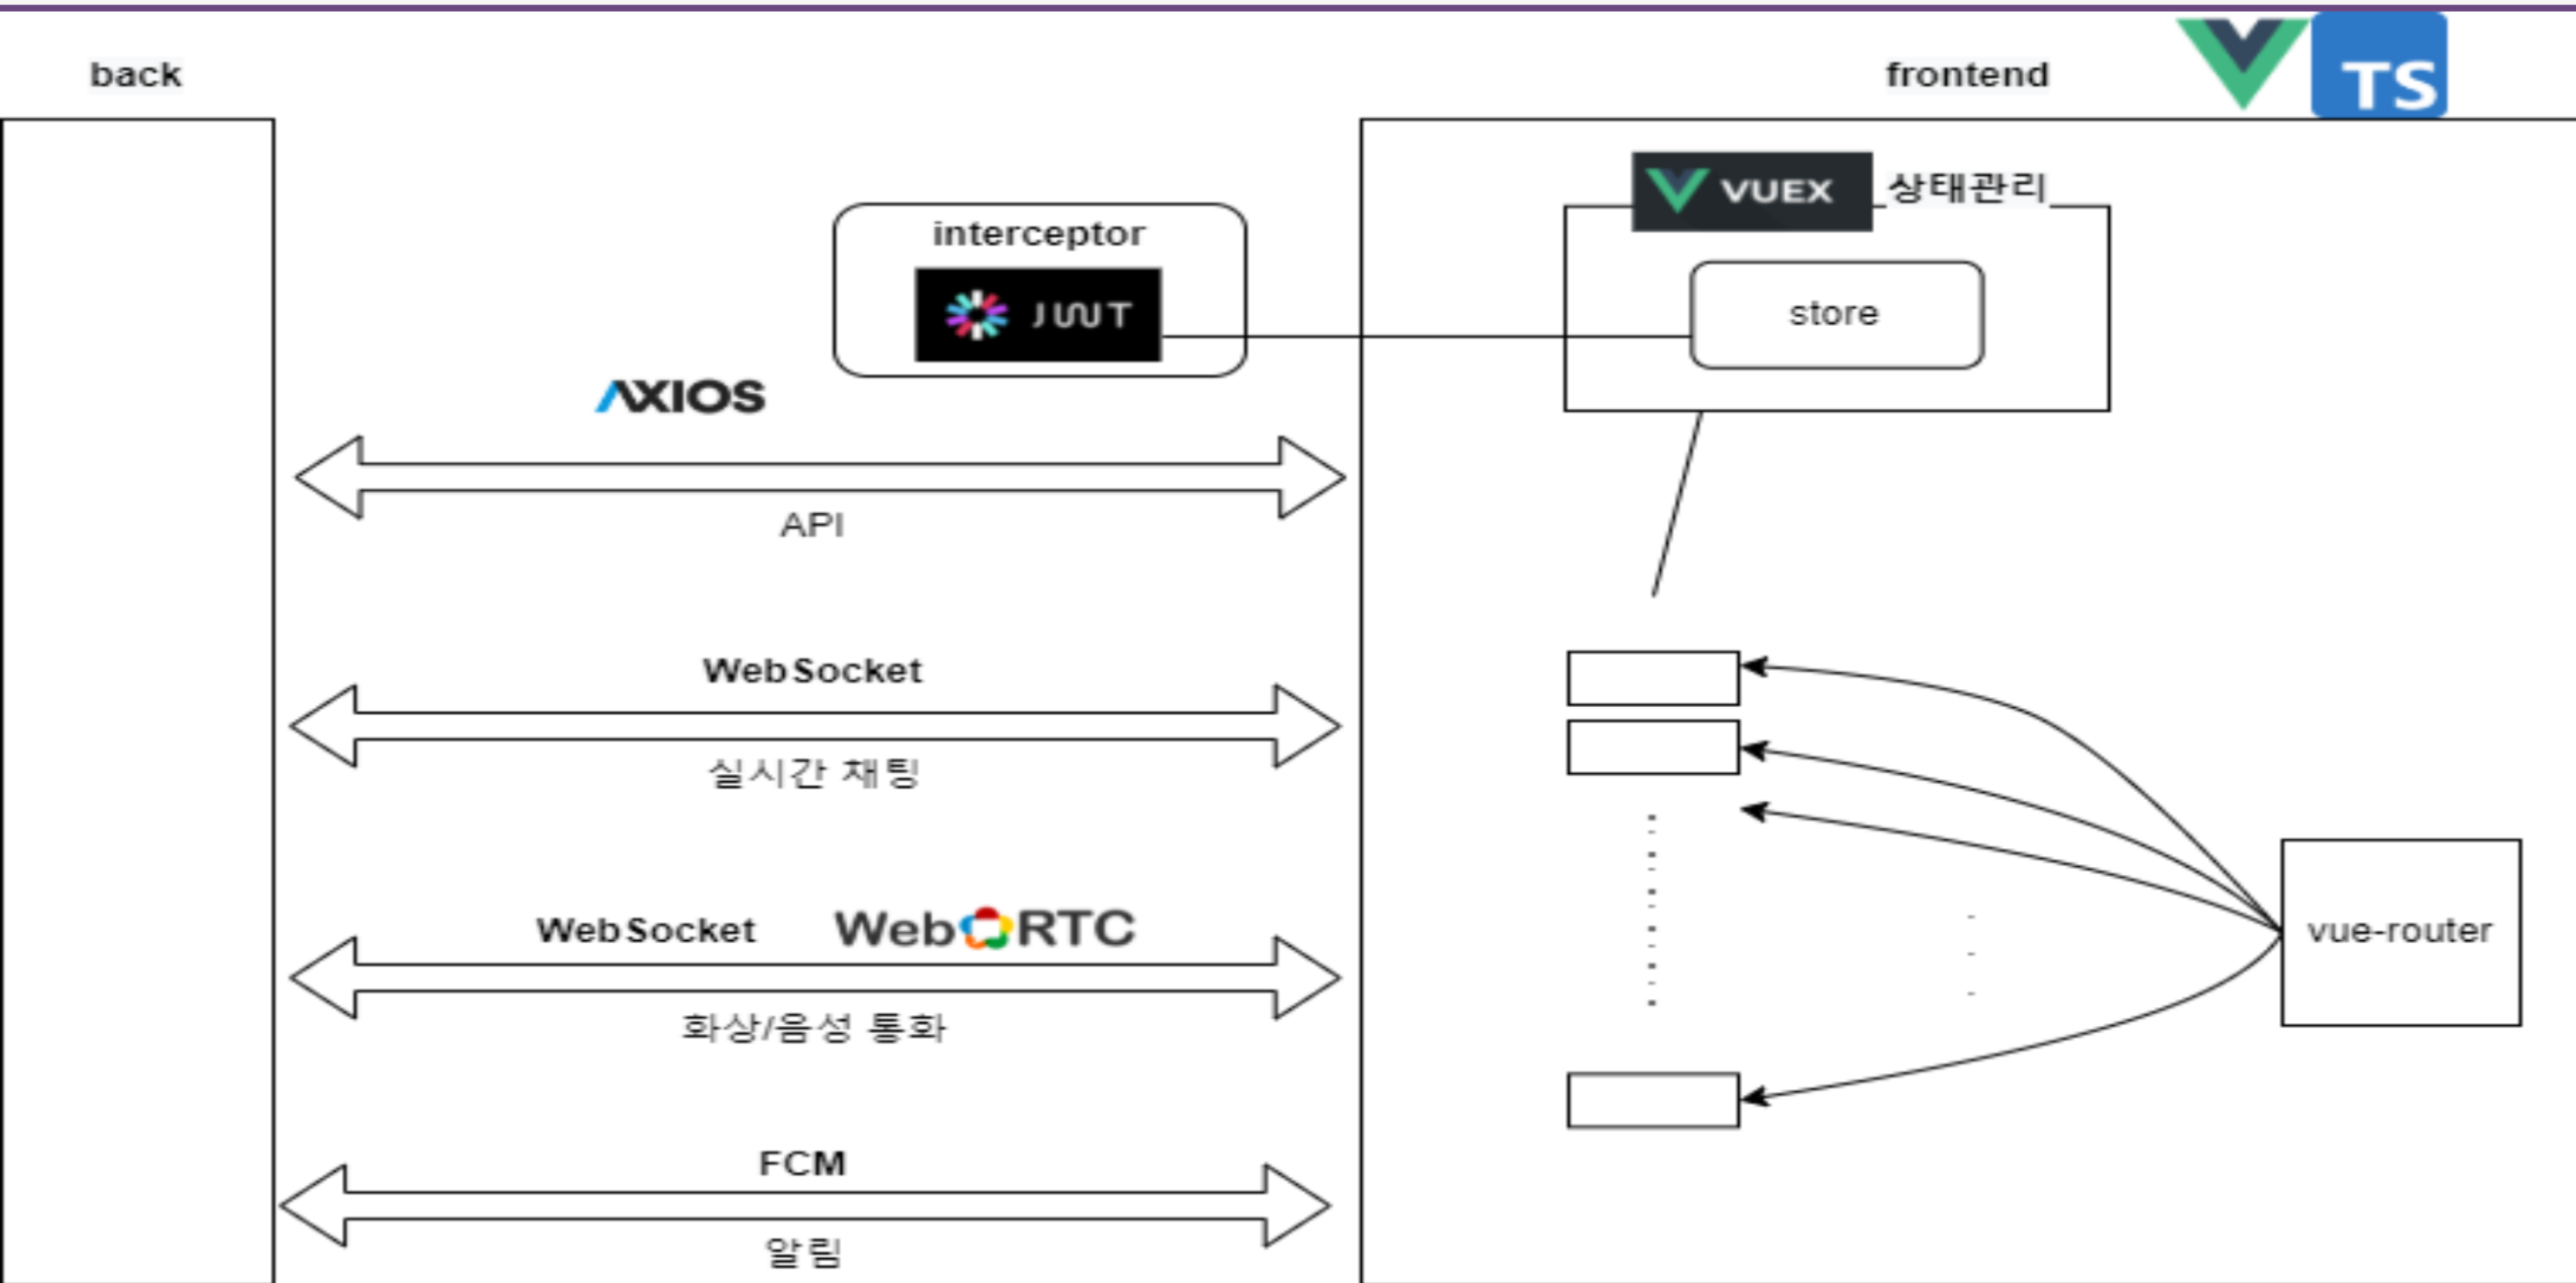 back
frontend
TS
VUEX
상태관리
interceptor
JWT
store
AXIOS
API
WebSocket
실시간 채팅
WebSocket
WebRTC
화상/음성 통화
vue-router
FCM
알림